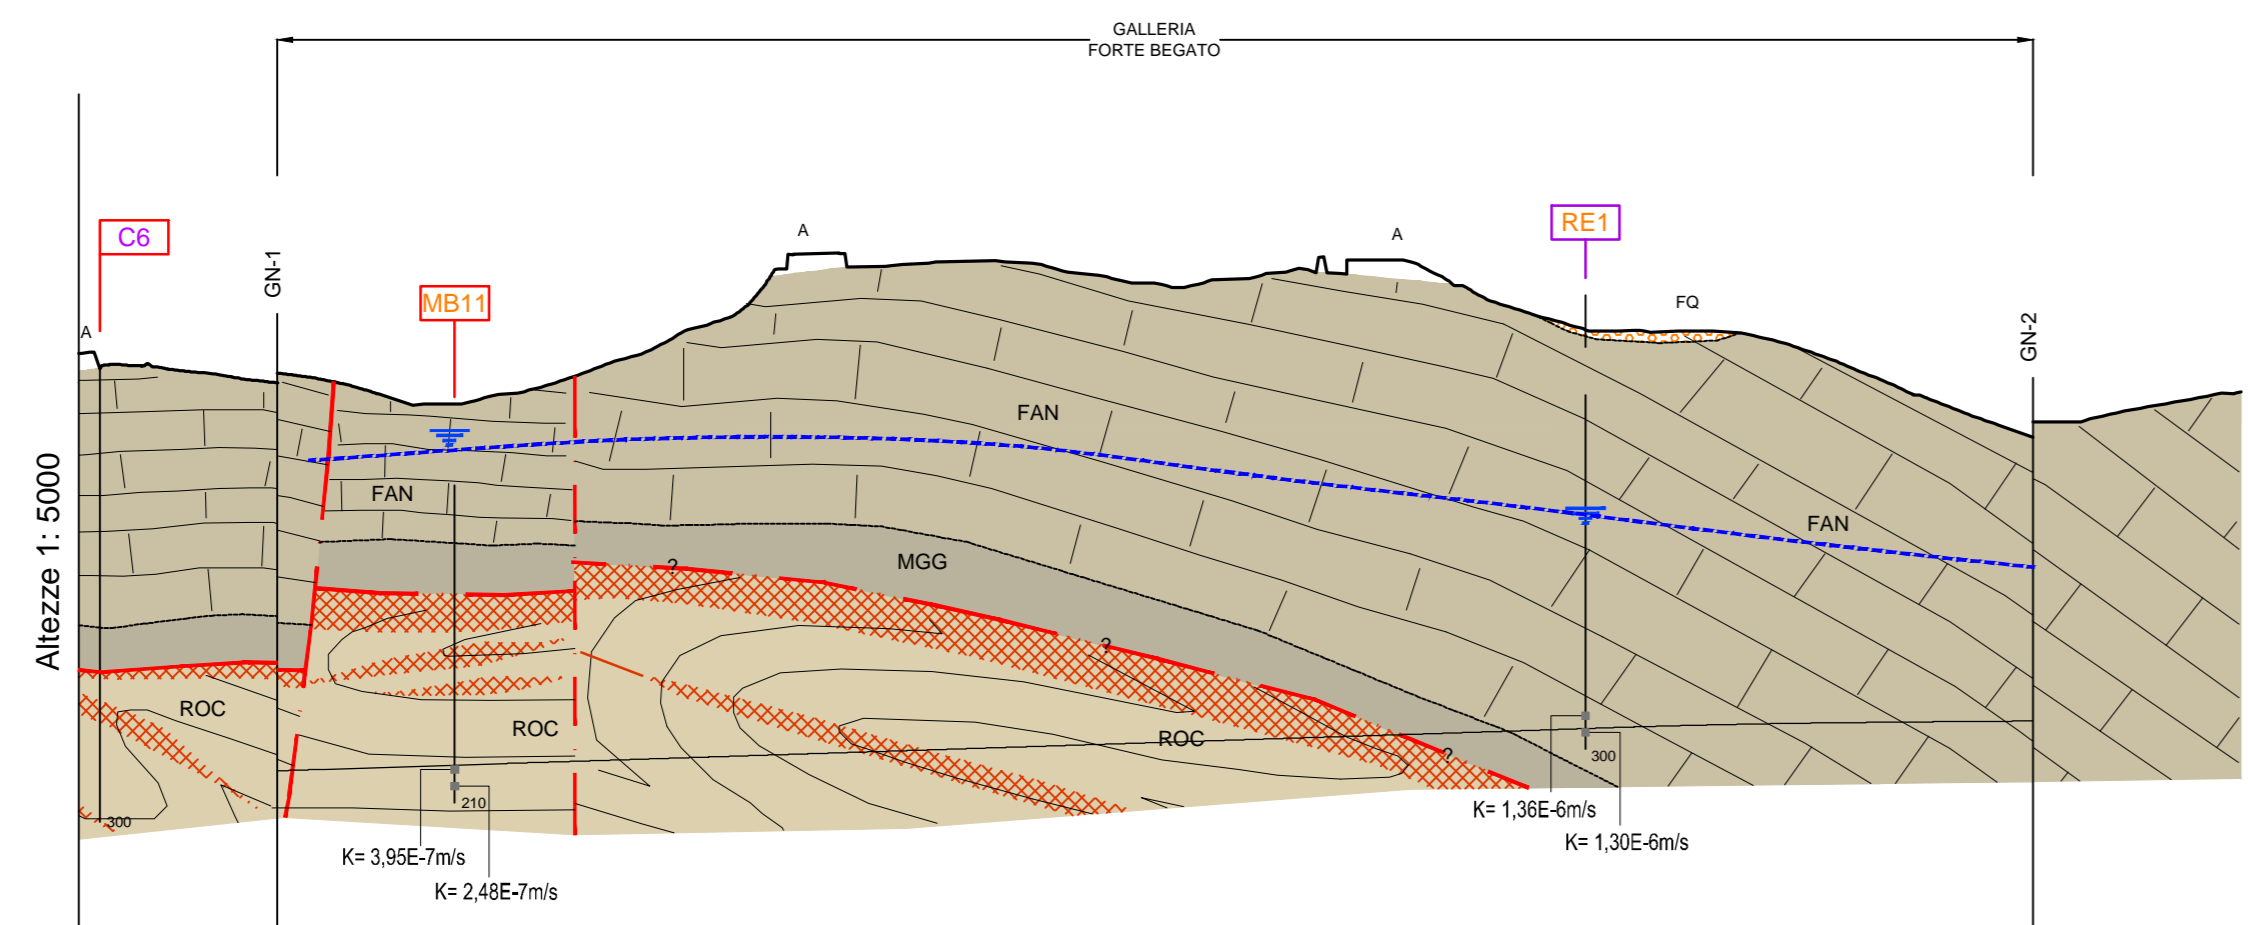 GALLERIA
FORTE BEGATO
C6
GN-1
MB11
A
A
A
RE1
FQ
GN-2
Altezze 1: 5000
FAN
FAN
FAN
MGG
?
?
?
ROC
ROC
ROC
300
210
300
K= 3,95E-7m/s
K= 2,48E-7m/s
K= 1,36E-6m/s
K= 1,30E-6m/s